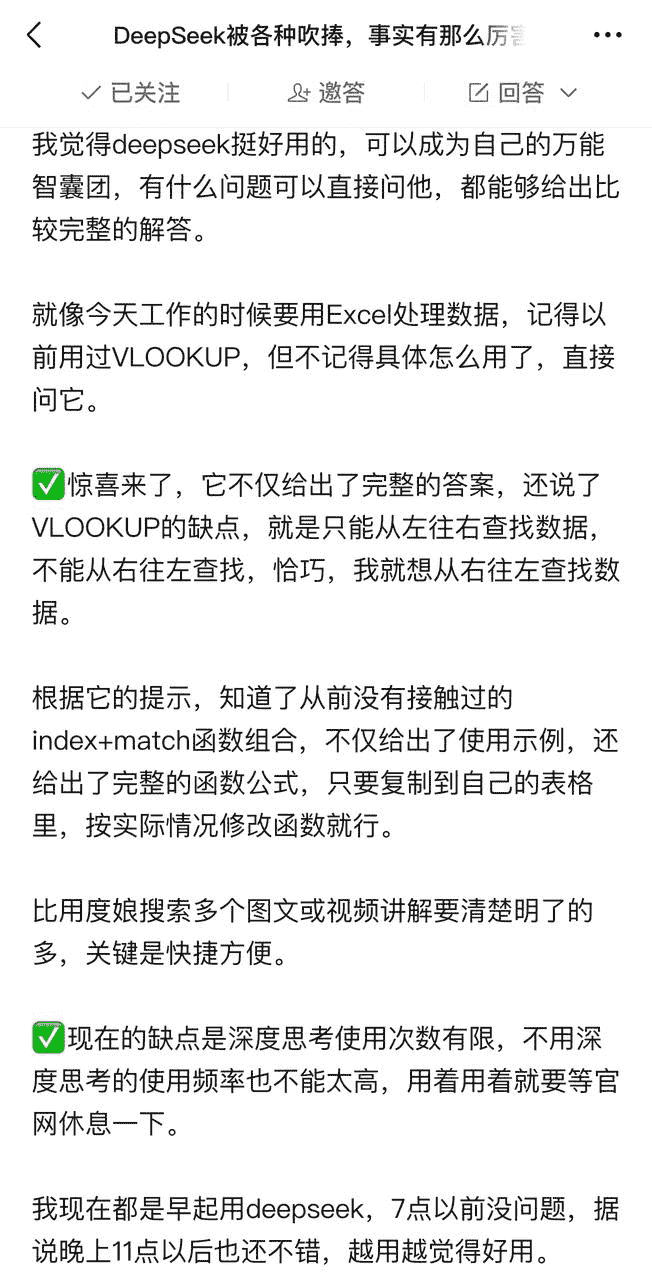 DeepSeek被各种吹捧，事实有那么厉害
已关注
邀答
回答
我觉得deepseek挺好用的，可以成为自己的万能
智囊团，有什么问题可以直接问他，都能够给出比
较完整的解答。
就像今天工作的时候要用Excel处理数据，记得以
前用过VLOOKUP，但不记得具体怎么用了，直接
问它。
✅惊喜来了，它不仅给出了完整的答案，还说了
VLOOKUP的缺点，就是只能从左往右查找数据，
不能从右往左查找，恰巧，我就想从右往左查找数
据。
根据它的提示，知道了从前没有接触过的
index+match函数组合，不仅给出了使用示例，还
给出了完整的函数公式，只要复制到自己的表格
里，按实际情况修改函数就行。
比用度娘搜索多个图文或视频讲解要清楚明了的
多，关键是快捷方便。
✅现在的缺点是深度思考使用次数有限，不用深
度思考的使用频率也不能太高，用着用着就要等官
网休息一下。
我现在都是早起用deepseek，7点以前没问题，据
说晚上11点以后也还不错，越用越觉得好用。